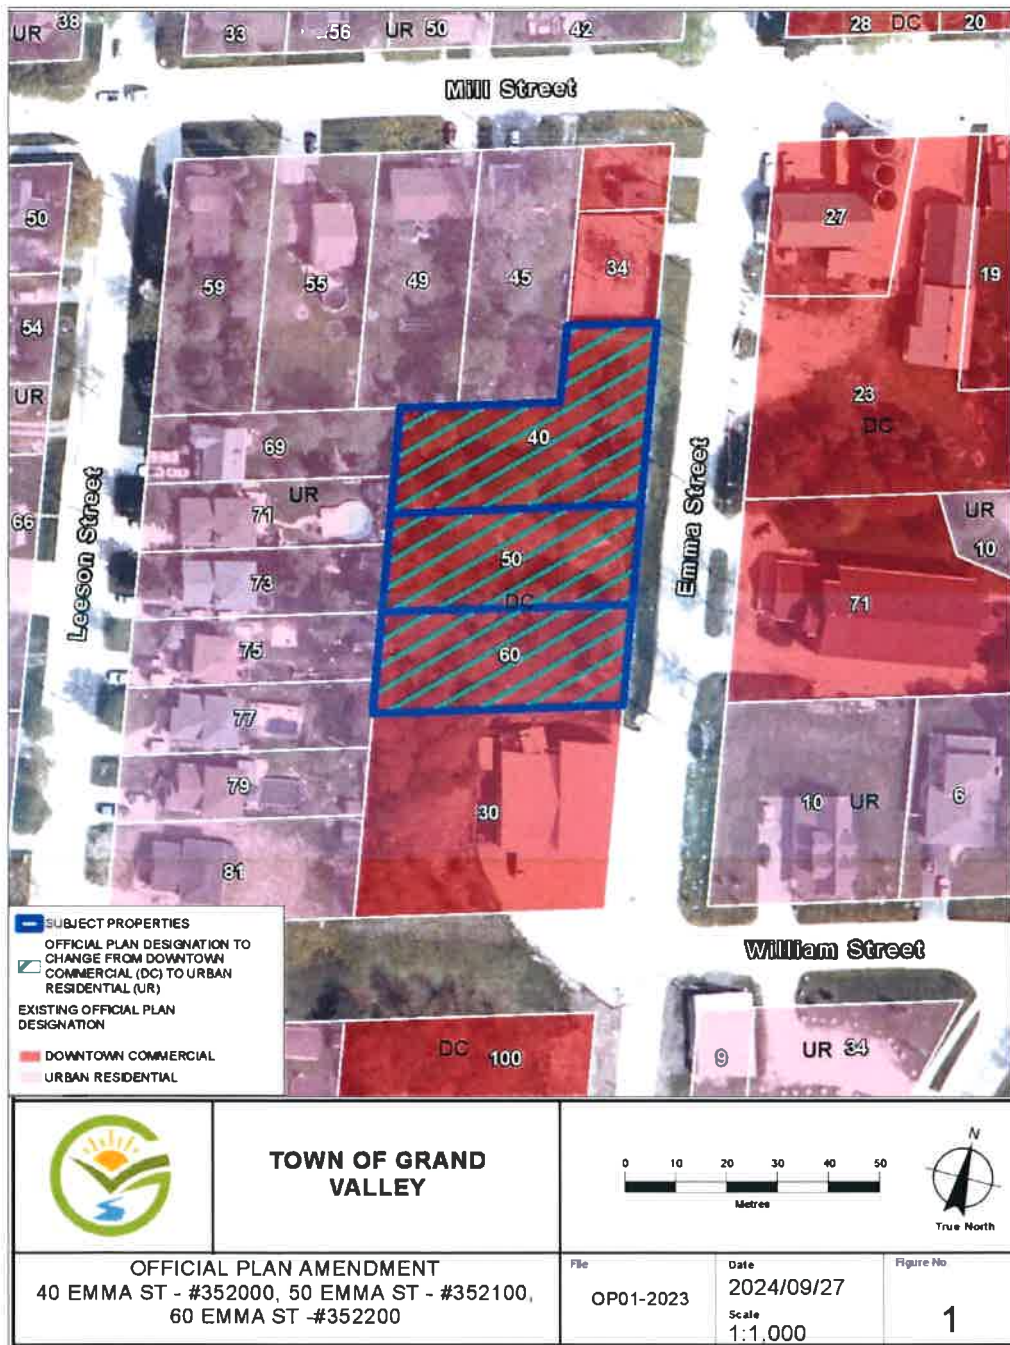 UR 38
33
56
UR 50
42
28 DC 20
Mill Street
50
59
55
49
45
34
27
19
54
UR
23
DC
40
69
UR
71
66
Leeson Street
Emma Street
UR
10
50
DC
73
71
75
60
77
79
30
10 UR
6
81
William Street
SUBJECT PROPERTIES
OFFICIAL PLAN DESIGNATION TO
CHANGE FROM DOWNTOWN
COMMERCIAL (DC) TO URBAN
RESIDENTIAL (UR)
EXISTING OFFICIAL PLAN
DESIGNATION
DOWNTOWN COMMERCIAL
URBAN RESIDENTIAL
DC 100
9
UR 34
TOWN OF GRAND
VALLEY
0 10 20 30 40 50
Metres
N
True North
OFFICIAL PLAN AMENDMENT
40 EMMA ST - #352000, 50 EMMA ST - #352100,
60 EMMA ST -#352200
File
OP01-2023
Date
2024/09/27
Scale
1:1,000
Figure No.
1